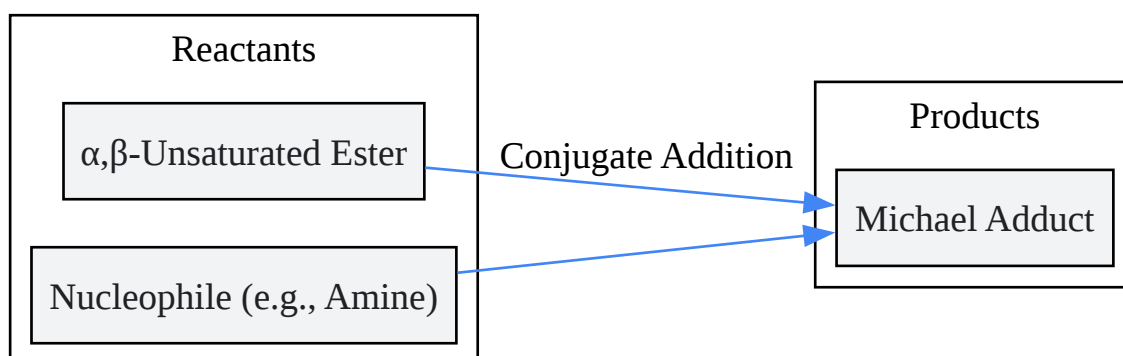 Reactants
α,β-Unsaturated Ester
Nucleophile (e.g., Amine)
Conjugate Addition
Products
Michael Adduct